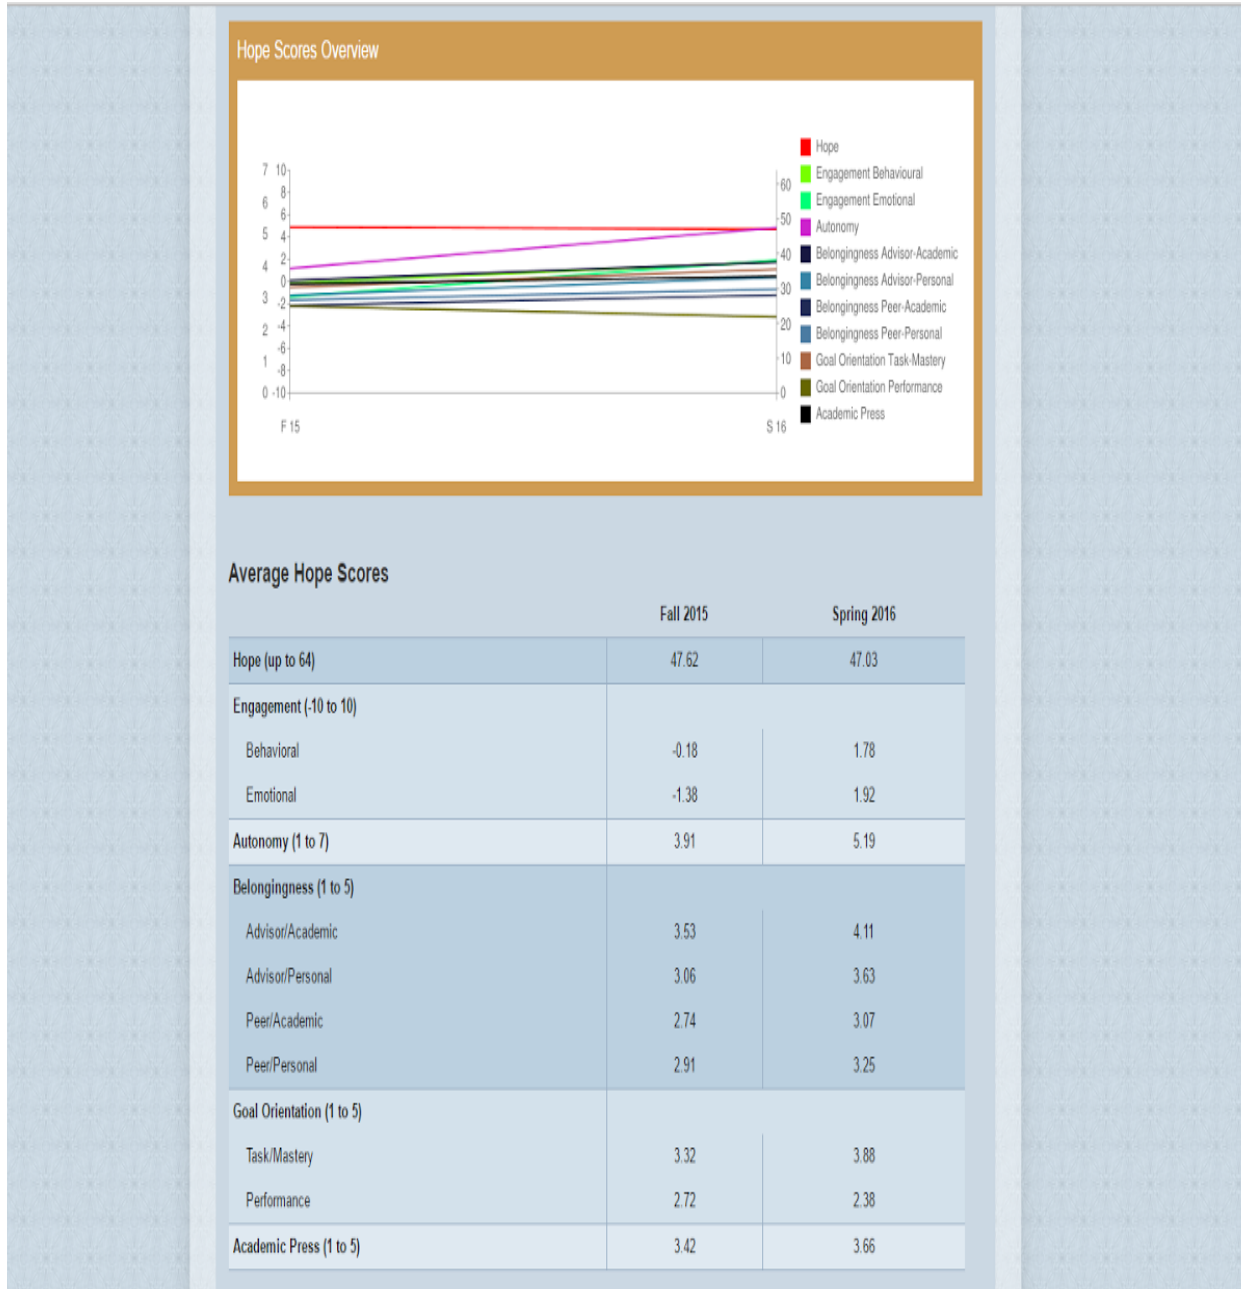 Hope Scores Overview
7 10
8
6
6
5 4
2
4
0
3
-2
2 -4
-6
1
-8
0 -10
F 15
60
50
40
30
20
10
0
S 16
Hope
Engagement Behavioural
Engagement Emotional
Autonomy
Belongingness Advisor-Academic
Belongingness Advisor-Personal
Belongingness Peer-Academic
Belongingness Peer-Personal
Goal Orientation Task-Mastery
Goal Orientation Performance
Academic Press
Average Hope Scores
Fall 2015 Spring 2016
Hope (up to 64) 47.62 47.03
Engagement (-10 to 10)
Behavioral -0.18 1.78
Emotional -1.38 1.92
Autonomy (1 to 7) 3.91 5.19
Belongingness (1 to 5)
Advisor/Academic 3.53 4.11
Advisor/Personal 3.06 3.63
Peer/Academic 2.74 3.07
Peer/Personal 2.91 3.25
Goal Orientation (1 to 5)
Task/Mastery 3.32 3.88
Performance 2.72 2.38
Academic Press (1 to 5) 3.42 3.66